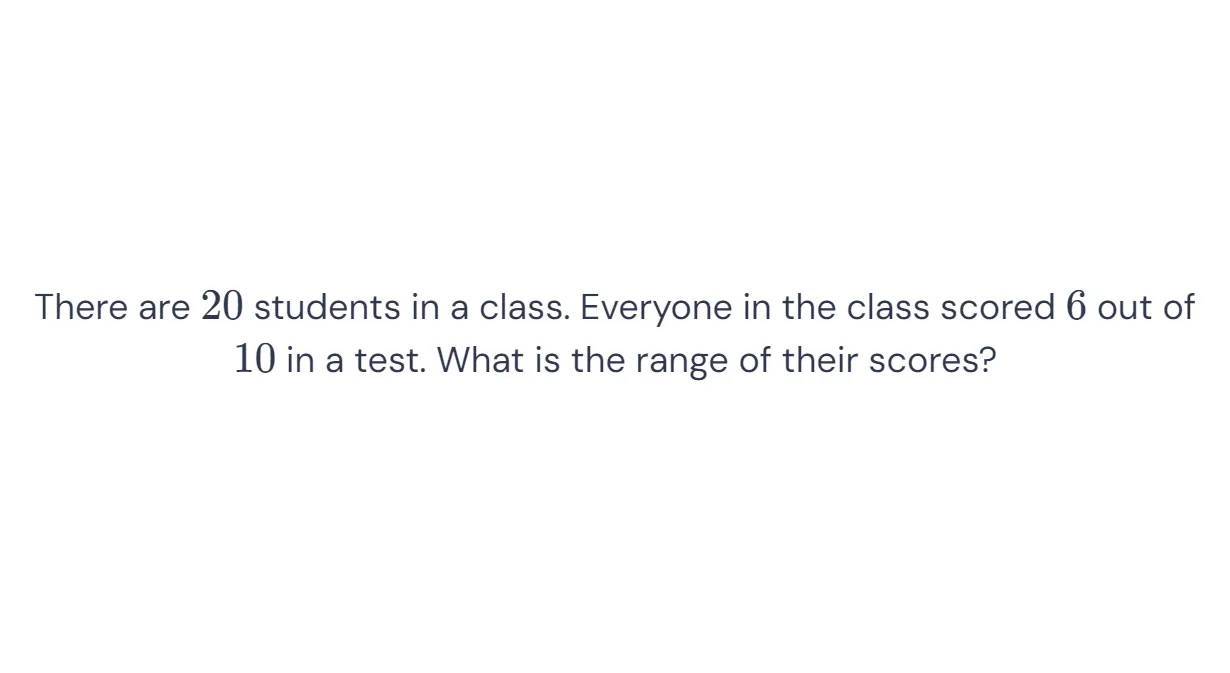 There are 20 students in a class. Everyone in the class scored 6 out of
10 in a test. What is the range of their scores?